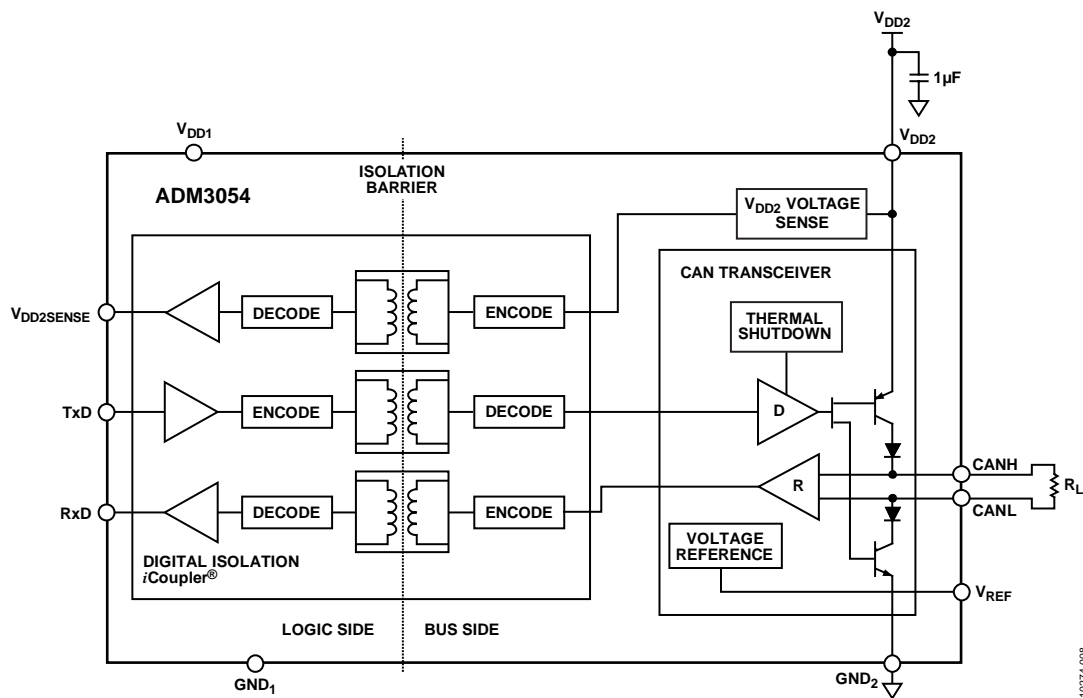 VDD2
1µF
VDD1
VDD2
ISOLATION
BARRIER
ADM3054
VDD2 VOLTAGE
SENSE
CAN TRANSCEIVER
VDD2SENSE
DECODE
ENCODE
THERMAL
SHUTDOWN
TxD
ENCODE
DECODE
D
CANH
RL
CANL
RxD
DECODE
ENCODE
R
VOLTAGE
REFERENCE
DIGITAL ISOLATION
iCoupler®
VREF
LOGIC SIDE
BUS SIDE
GND1
GND2
10274-008